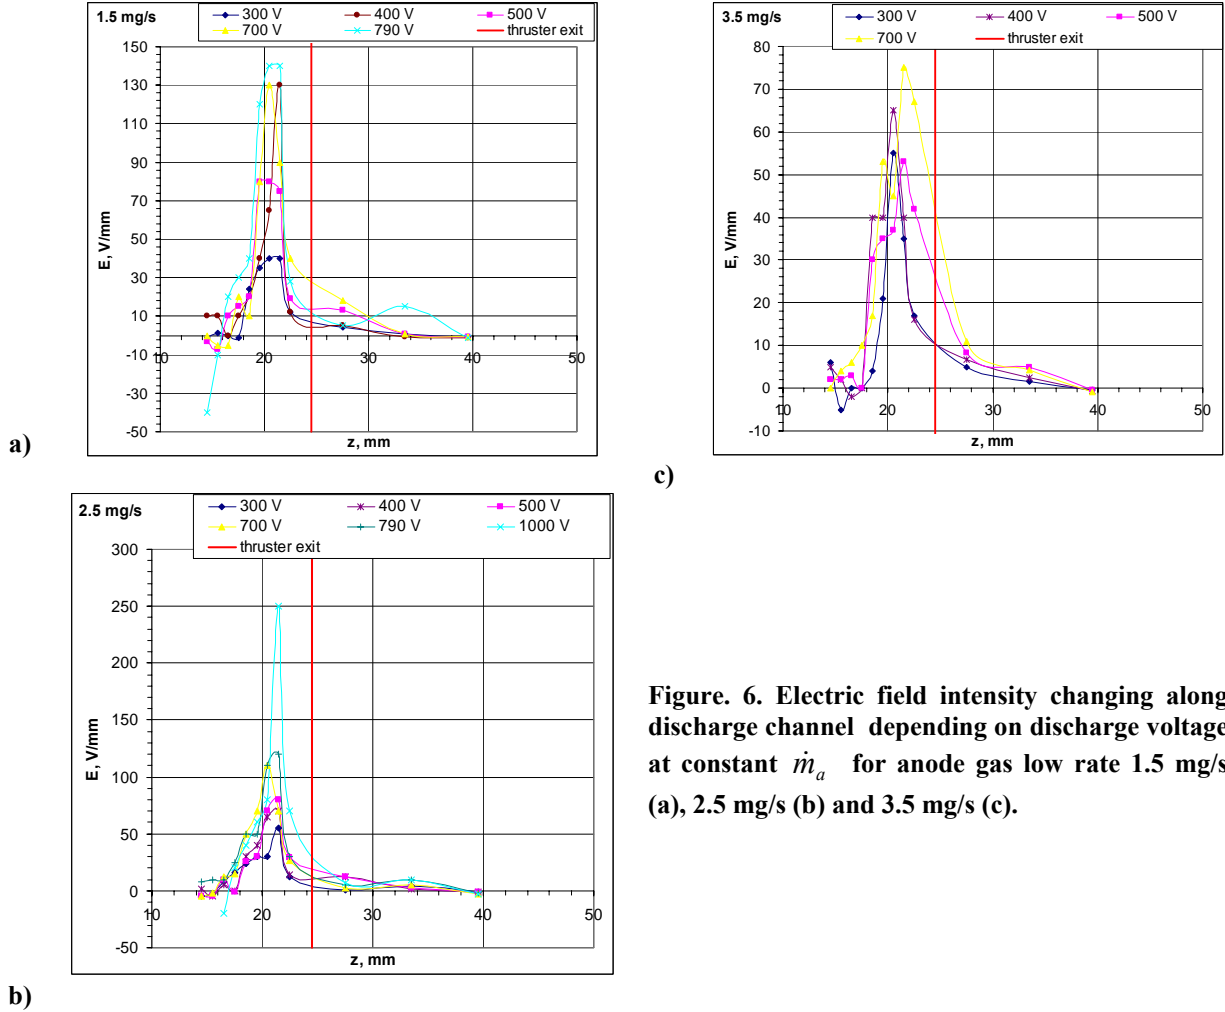 1.5 mg/s
300 V 400 V 500 V
700 V 790 V thruster exit
150
130
110
90
70
50
30
10
-10
-30
-50
E, V/mm
10 20 30 40 50
z, mm
a)
3.5 mg/s
300 V 400 V 500 V
700 V thruster exit
80
70
60
50
40
30
20
10
0
-10
E, V/mm
10 20 30 40 50
z, mm
c)
2.5 mg/s
300 V 400 V 500 V
700 V 790 V 1000 V
thruster exit
300
250
200
150
100
50
0
-50
E, V/mm
10 20 30 40 50
z, mm
b)
Figure. 6. Electric field intensity changing along
discharge channel depending on discharge voltage
at constant ṁₐ for anode gas low rate 1.5 mg/s
(a), 2.5 mg/s (b) and 3.5 mg/s (c).